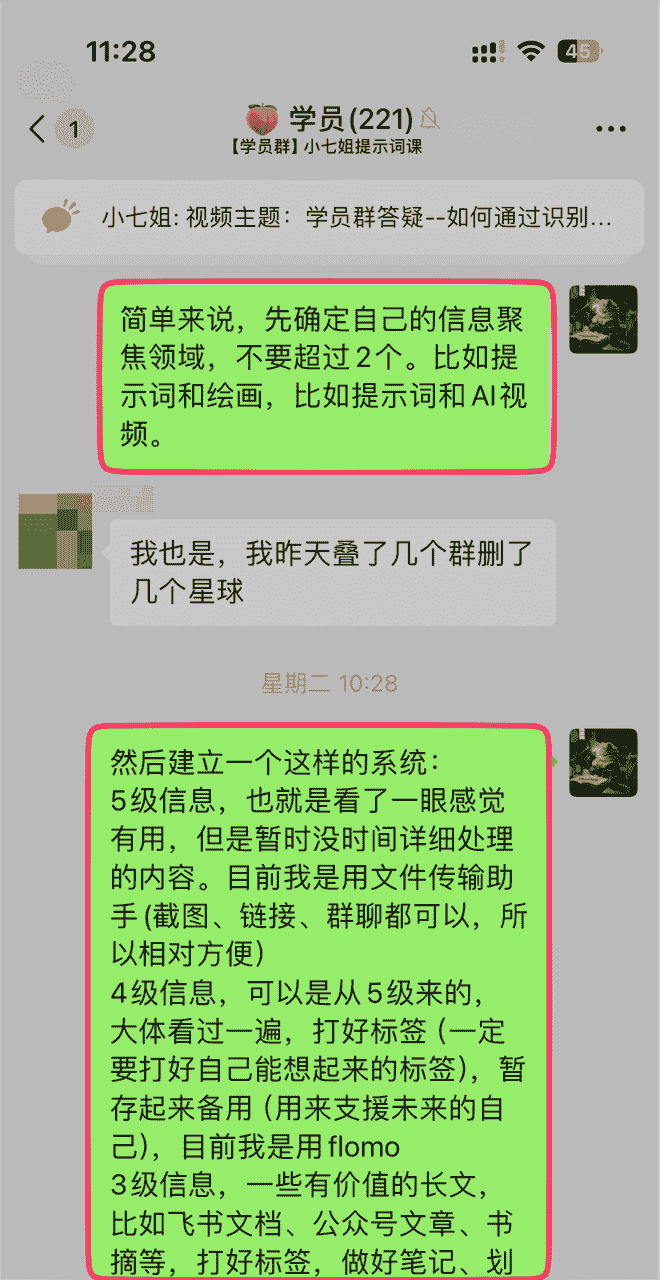 11:28
45
1
学员(221)
【学员群】小七姐提示词课
小七姐: 视频主题：学员群答疑--如何通过识别...
简单来说，先确定自己的信息聚
焦领域，不要超过2个。比如提
示词和绘画，比如提示词和AI视
频。
我也是，我昨天叠了几个群删了
几个星球
星期二 10:28
然后建立一个这样的系统：
5级信息，也就是看了一眼感觉
有用，但是暂时没时间详细处理
的内容。目前我是用文件传输助
手(截图、链接、群聊都可以，所
以相对方便）
4级信息，可以是从5级来的，
大体看过一遍，打好标签（一定
要打好自己能想起来的标签），暂
存起来备用（用来支援未来的自
己），目前我是用flomo
3级信息，一些有价值的长文，
比如飞书文档、公众号文章、书
摘等，打好标签，做好笔记、划